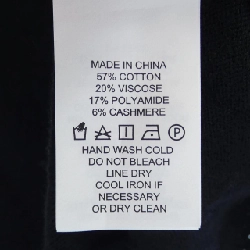 MADE IN CHINA
57% COTTON
20% VISCOSE
17% POLYAMIDE
6% CASHMERE
P
HAND WASH COLD
DO NOT BLEACH
LINE DRY
COOL IRON IF
NECESSARY
OR DRY CLEAN